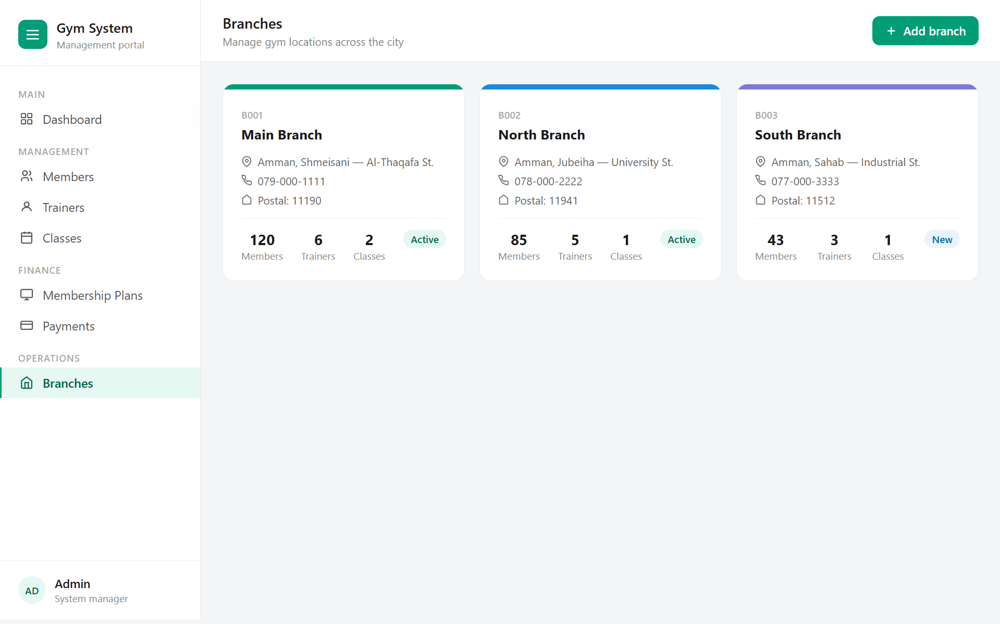 Gym System
Management portal
MAIN
Dashboard
MANAGEMENT
Members
Trainers
Classes
FINANCE
Membership Plans
Payments
OPERATIONS
Branches
AD
Admin
System manager
Branches
Manage gym locations across the city
+ Add branch
B001
Main Branch
Amman, Shmeisani — Al-Thaqafa St.
079-000-1111
Postal: 11190
120 6 2 Active
Members Trainers Classes
B002
North Branch
Amman, Jubeiha — University St.
078-000-2222
Postal: 11941
85 5 1 Active
Members Trainers Classes
B003
South Branch
Amman, Sahab — Industrial St.
077-000-3333
Postal: 11512
43 3 1 New
Members Trainers Classes